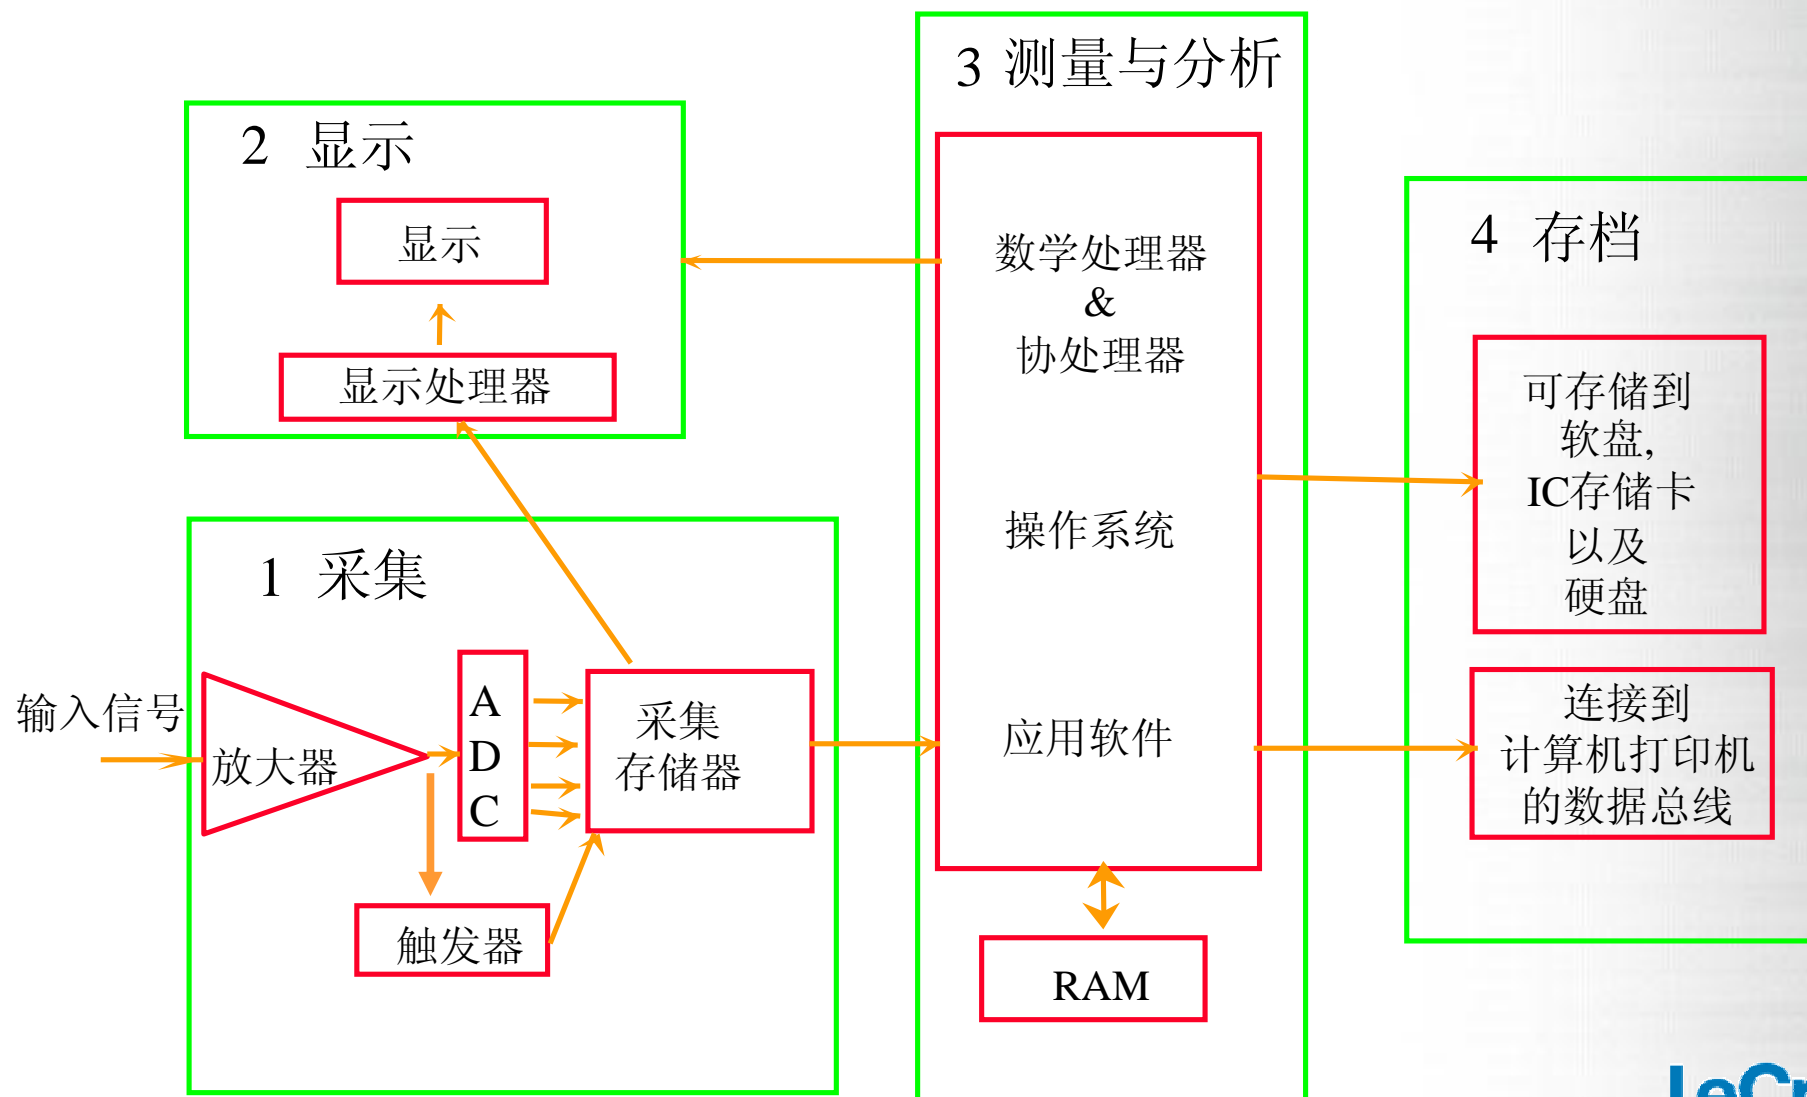 3 测量与分析
2 显示
显示
显示处理器
数学处理器
&
协处理器
操作系统
应用软件
RAM
4 存档
可存储到
软盘,
IC存储卡
以及
硬盘
连接到
计算机打印机
的数据总线
1 采集
输入信号
放大器
A
D
C
采集
存储器
触发器